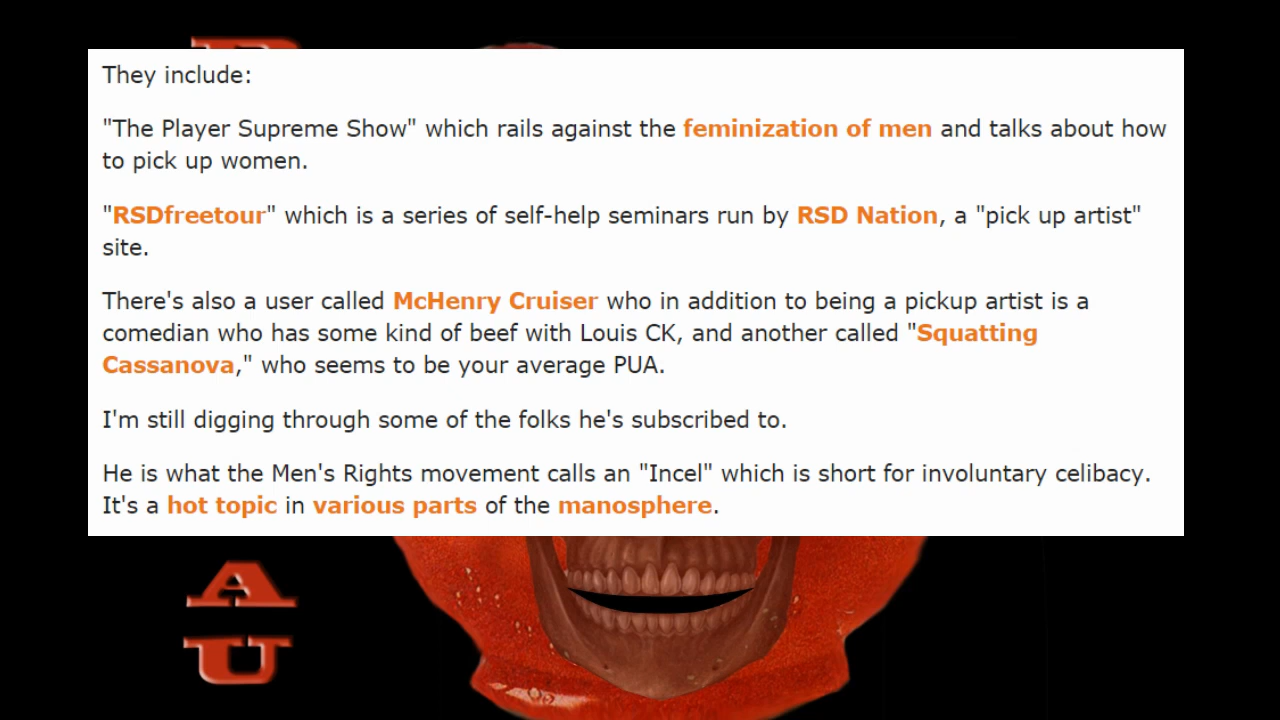 They include:
"The Player Supreme Show" which rails against the feminization of men and talks about how
to pick up women.
"RSDfreetour" which is a series of self-help seminars run by RSD Nation, a "pick up artist"
site.
There's also a user called McHenry Cruiser who in addition to being a pickup artist is a
comedian who has some kind of beef with Louis CK, and another called "Squatting
Cassanova," who seems to be your average PUA.
I'm still digging through some of the folks he's subscribed to.
He is what the Men's Rights movement calls an "Incel" which is short for involuntary celibacy.
It's a hot topic in various parts of the manosphere.
A
U